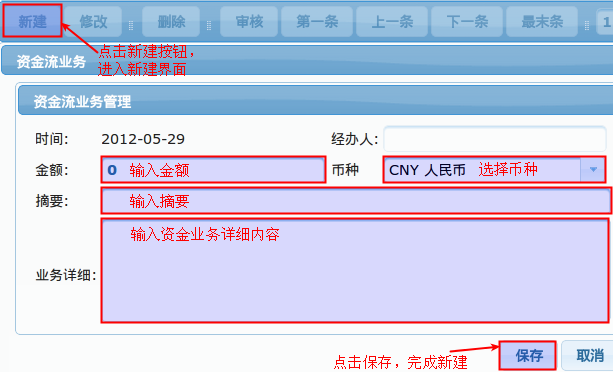 新建 修改 删除 审核 第一条 上一条 下一条 最末条 1
点击新建按钮，
进入新建界面
资金流业务
资金流业务管理
时间： 2012-05-29 经办人：
金额： 0 输入金额 币种 CNY 人民币 选择币种
摘要： 输入摘要
输入资金业务详细内容
业务详细：
点击保存，完成新建 保存 取消